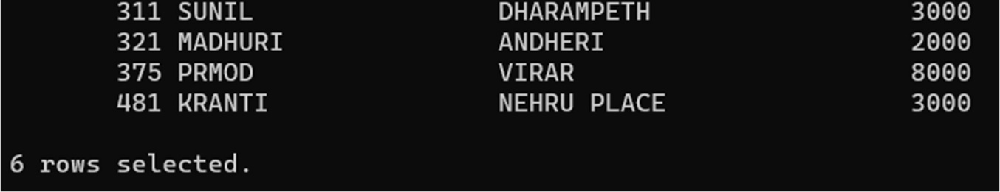 311 SUNIL DHARAMPETH 3000
321 MADHURI ANDHERI 2000
375 PRMOD VIRAR 8000
481 KRANTI NEHRU PLACE 3000
6 rows selected.